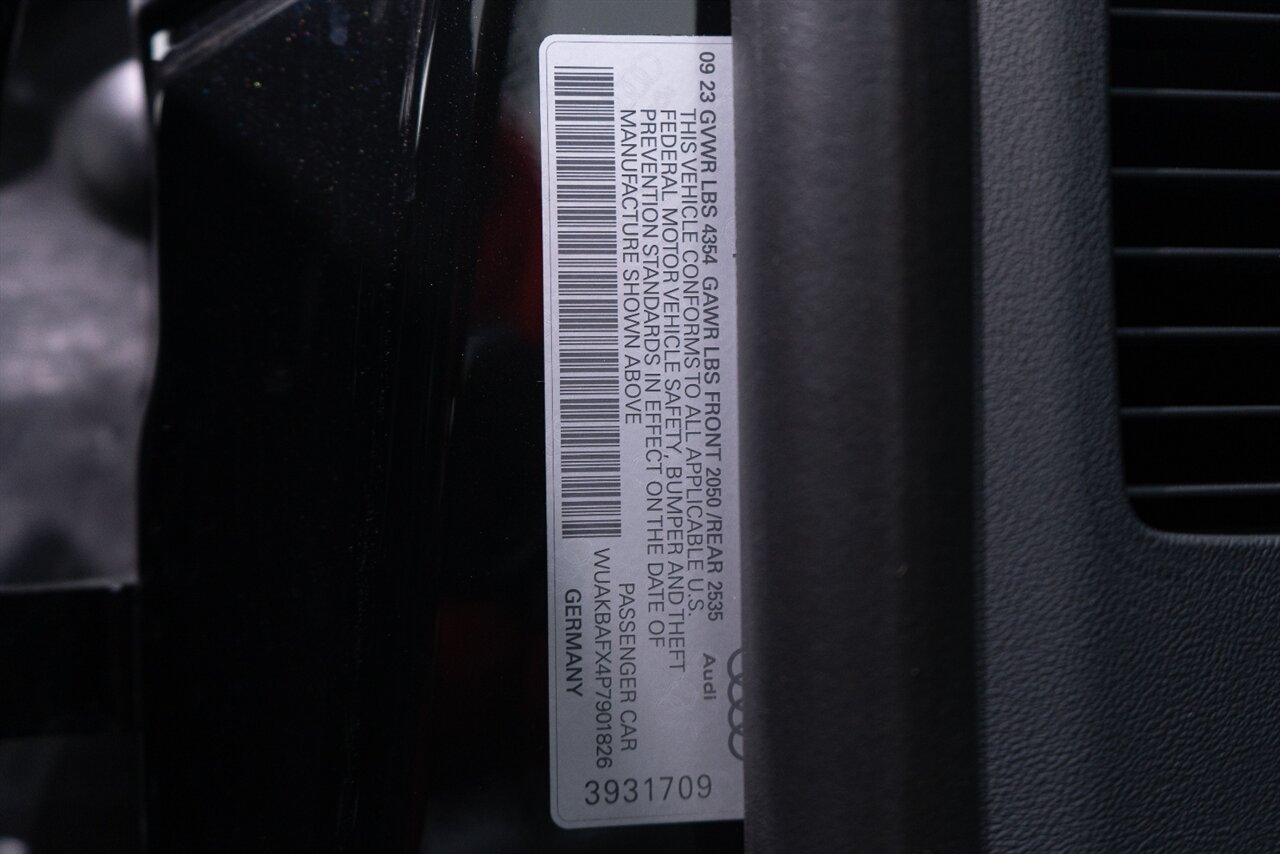 09 23 GVWR LBS 4354 GAWR LBS FRONT 2050 /REAR 2535
THIS VEHICLE CONFORMS TO ALL APPLICABLE U.S.
FEDERAL MOTOR VEHICLE SAFETY, BUMPER AND THEFT
PREVENTION STANDARDS IN EFFECT ON THE DATE OF
MANUFACTURE SHOWN ABOVE
Audi
PASSENGER CAR
WUAKBAFX4P7901826
GERMANY
3931709